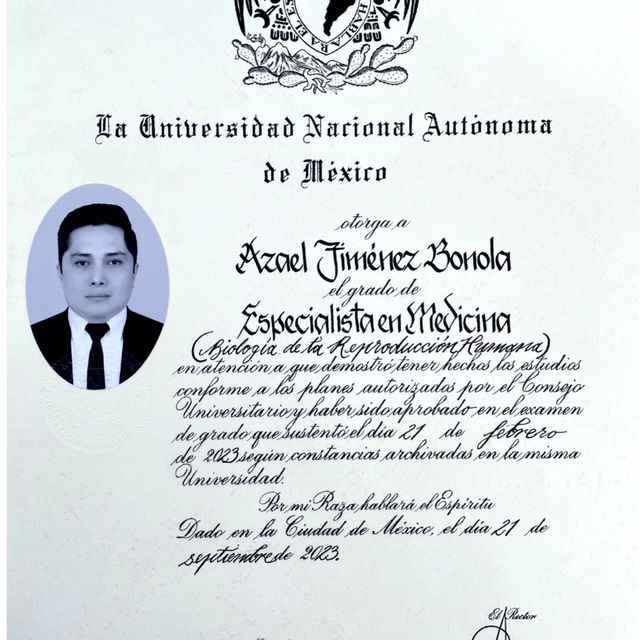 HABLARA EL ES
La Universidad Nacional Autónoma
de México
otorga a
Azael Jiménez Bonola
el grado de
Especialista en Medicina
(Biología de la Reproducción Humana)
en atención a que demostró tener hechos los estudios
conforme a los planes autorizados por el Consejo
Universitario y haber sido aprobado en el examen
de grado que sustentó el día 21 de febrero
de 2023 según constancias archivadas en la misma
Universidad.
Por mi Raza hablará el Espíritu
Dado en la Ciudad de México, el día 21 de
septiembre de 2023.
El Rector